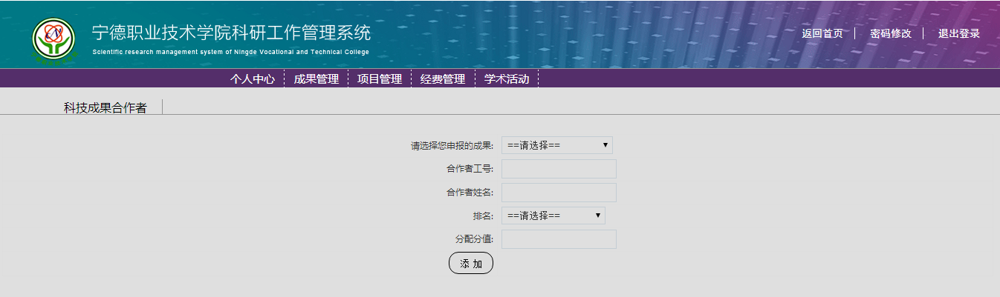 宁德职业技术学院科研工作管理系统
Scientific research management system of Ningde Vocational and Technical College
返回首页 密码修改 退出登录
个人中心 成果管理 项目管理 经费管理 学术活动
科技成果合作者
请选择您申报的成果: ==请选择==
合作者工号:
合作者姓名:
排名: ==请选择==
分配分值:
添 加